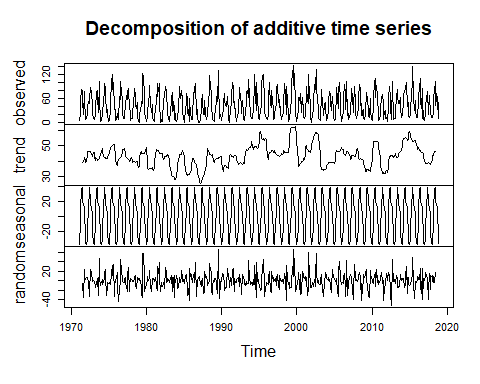 Decomposition of additive time series
observed
0 60 120
trend
30 50
seasonal
-20 20
random
-40 20
1970 1980 1990 2000 2010 2020
Time